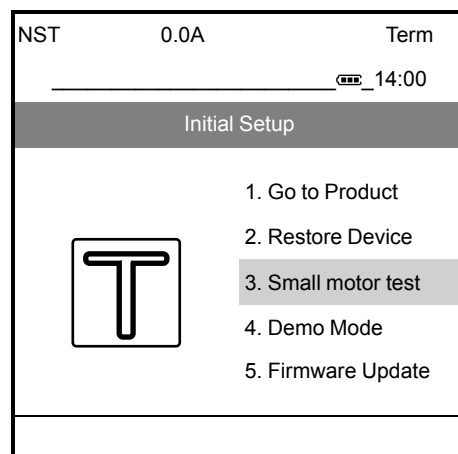 NST 0.0A Term
14:00
Initial Setup
1. Go to Product
2. Restore Device
3. Small motor test
4. Demo Mode
5. Firmware Update
T